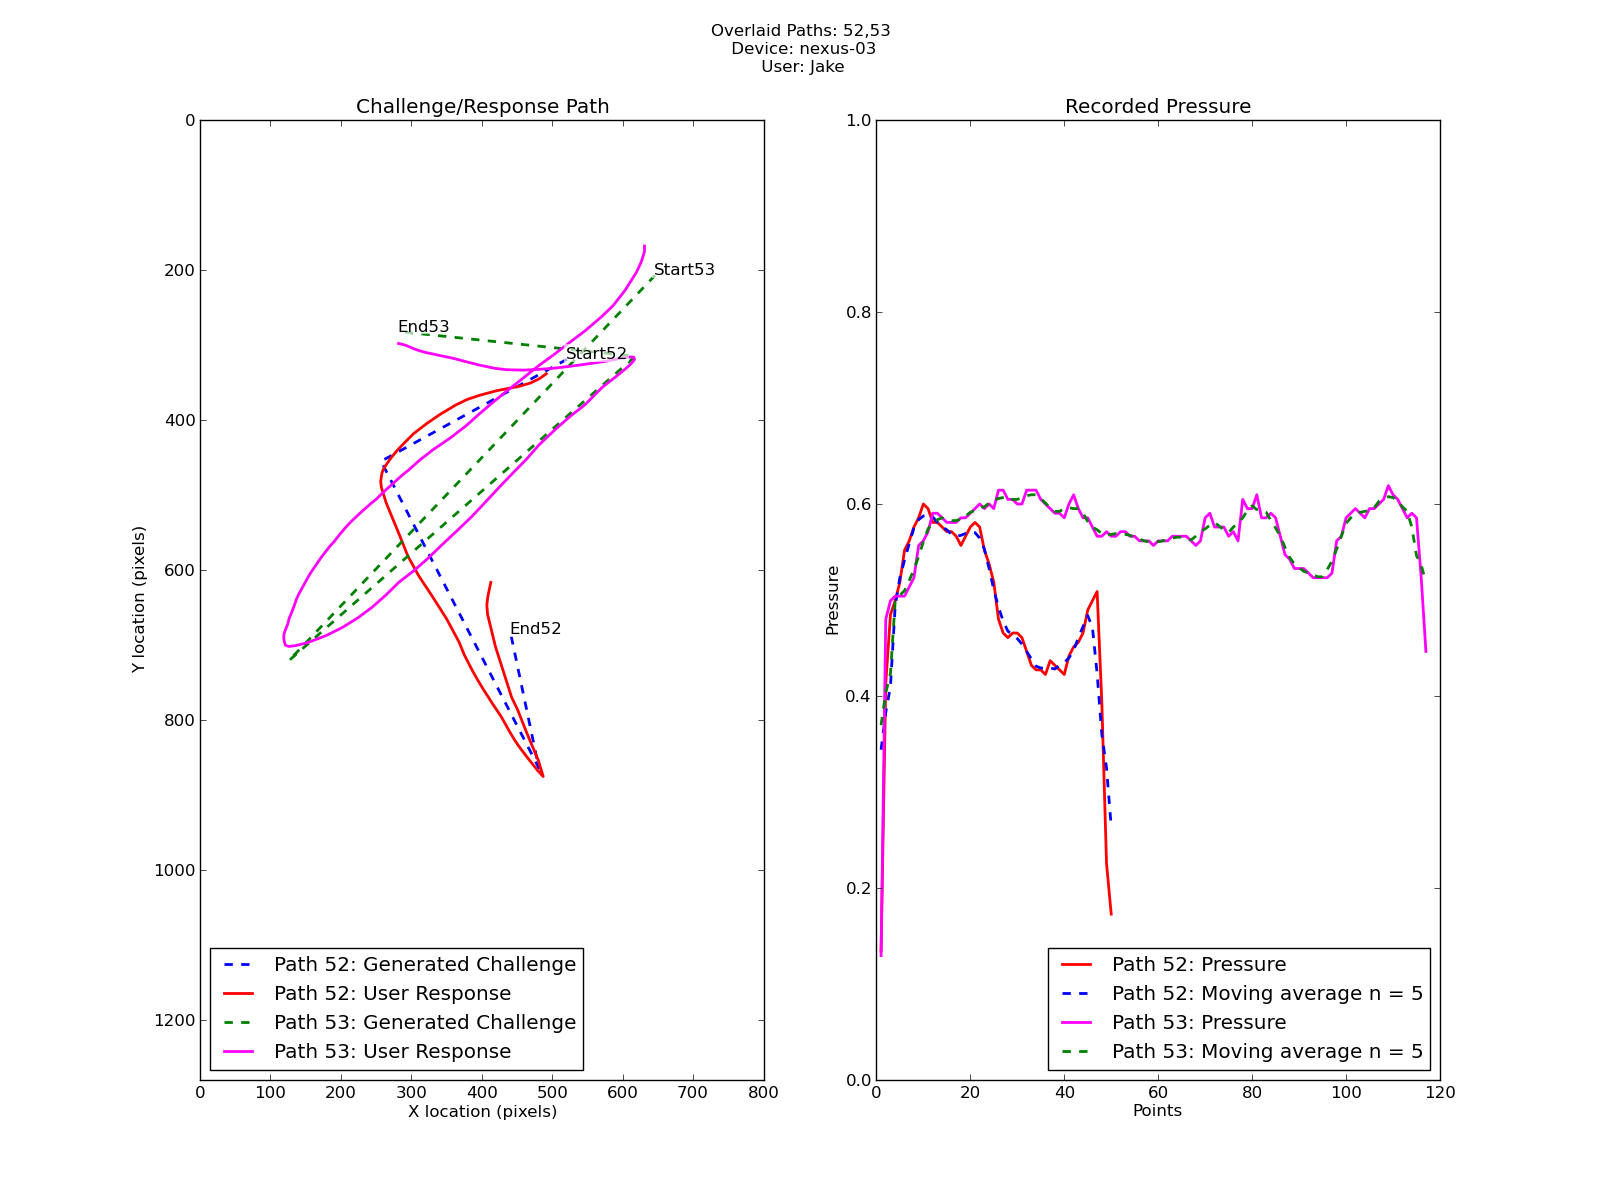 Overlaid Paths: 52,53
Device: nexus-03
User: Jake
Challenge/Response Path
0
200
400
600
800
1000
1200
Y location (pixels)
Start53
End53
Start52
End52
Path 52: Generated Challenge
Path 52: User Response
Path 53: Generated Challenge
Path 53: User Response
0 100 200 300 400 500 600 700 800
X location (pixels)
Recorded Pressure
1.0
0.8
0.6
0.4
0.2
0.0
Pressure
Path 52: Pressure
Path 52: Moving average n = 5
Path 53: Pressure
Path 53: Moving average n = 5
0 20 40 60 80 100 120
Points